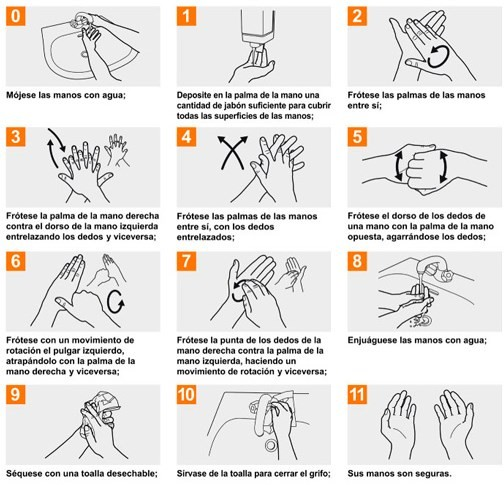 0
Mójese las manos con agua;
1
Deposite en la palma de la mano una
cantidad de jabón suficiente para cubrir
todas las superficies de las manos;
2
Frótese las palmas de las manos
entre sí;
3
Frótese la palma de la mano derecha
contra el dorso de la mano izquierda
entrelazando los dedos y viceversa;
4
Frótese las palmas de las manos
entre sí, con los dedos
entrelazados;
5
Frótese el dorso de los dedos de
una mano con la palma de la mano
opuesta, agarrándose los dedos;
6
Frótese con un movimiento de
rotación el pulgar izquierdo,
atrapándolo con la palma de la
mano derecha y viceversa;
7
Frótese la punta de los dedos de la
mano derecha contra la palma de la
mano izquierda, haciendo un
movimiento de rotación y viceversa;
8
Enjuáguese las manos con agua;
9
Séquese con una toalla desechable;
10
Sírvase de la toalla para cerrar el grifo;
11
Sus manos son seguras.